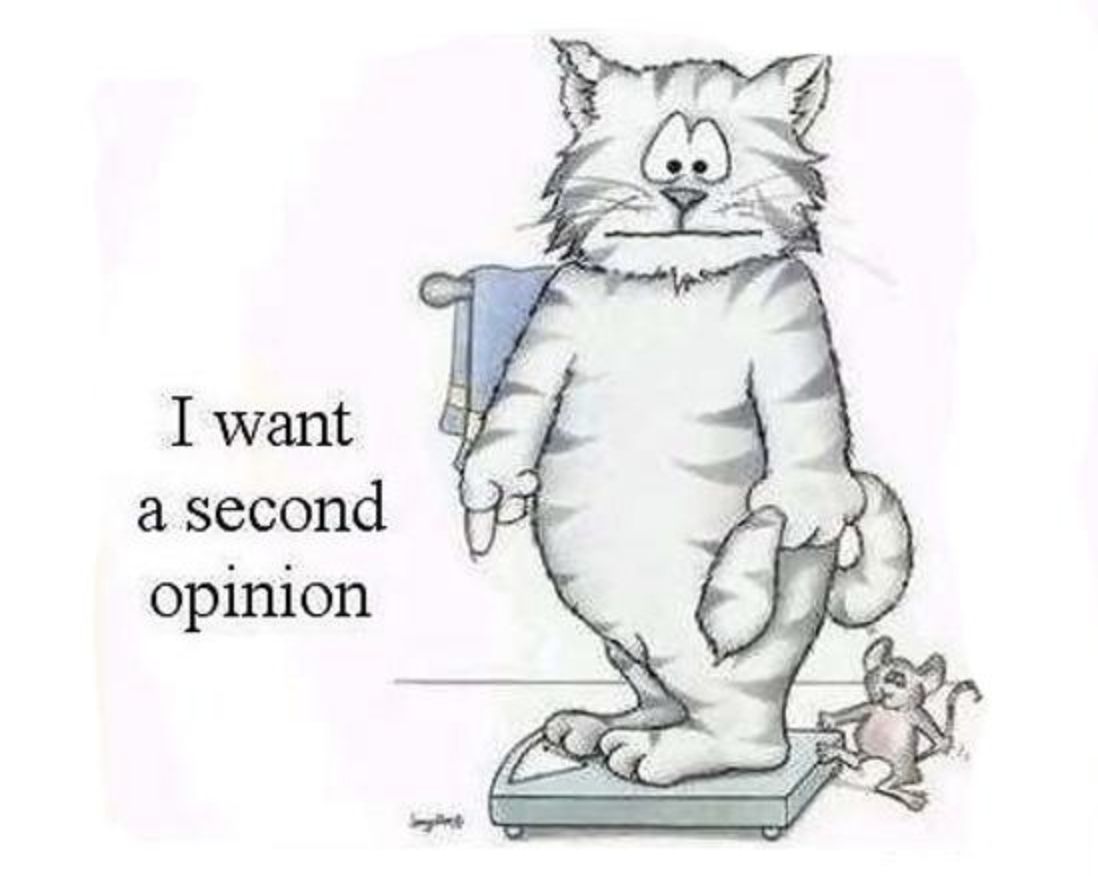 I want
a second
opinion